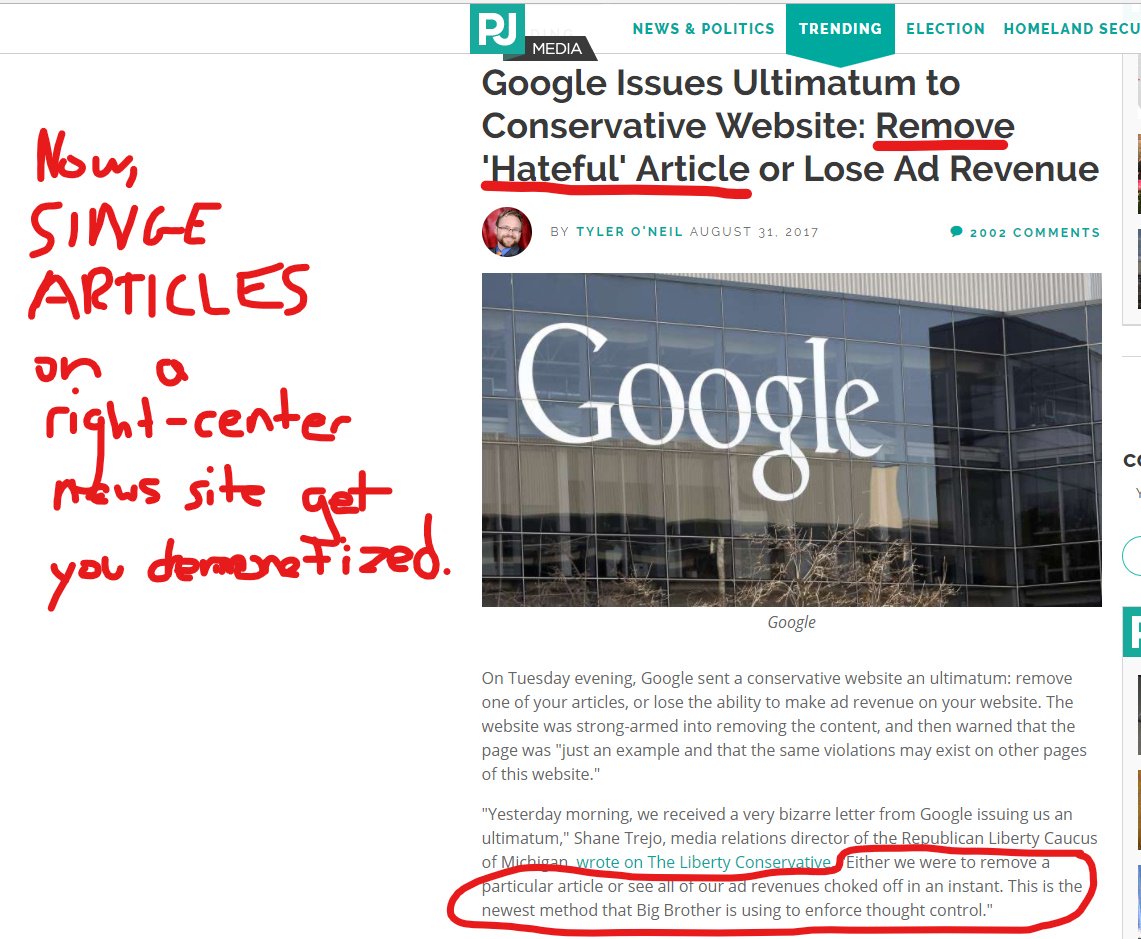 PJ MEDIA
NEWS & POLITICS TRENDING ELECTION HOMELAND SECU
Google Issues Ultimatum to
Conservative Website: Remove
'Hateful' Article or Lose Ad Revenue
BY TYLER O'NEIL AUGUST 31, 2017
2002 COMMENTS
Now,
SINGE
ARTICLES
on a
right-center
news site get
you demonetized.
Google
Google
On Tuesday evening, Google sent a conservative website an ultimatum: remove
one of your articles, or lose the ability to make ad revenue on your website. The
website was strong-armed into removing the content, and then warned that the
page was "just an example and that the same violations may exist on other pages
of this website."
"Yesterday morning, we received a very bizarre letter from Google issuing us an
ultimatum," Shane Trejo, media relations director of the Republican Liberty Caucus
of Michigan, wrote on The Liberty Conservative. "Either we were to remove a
particular article or see all of our ad revenues choked off in an instant. This is the
newest method that Big Brother is using to enforce thought control."